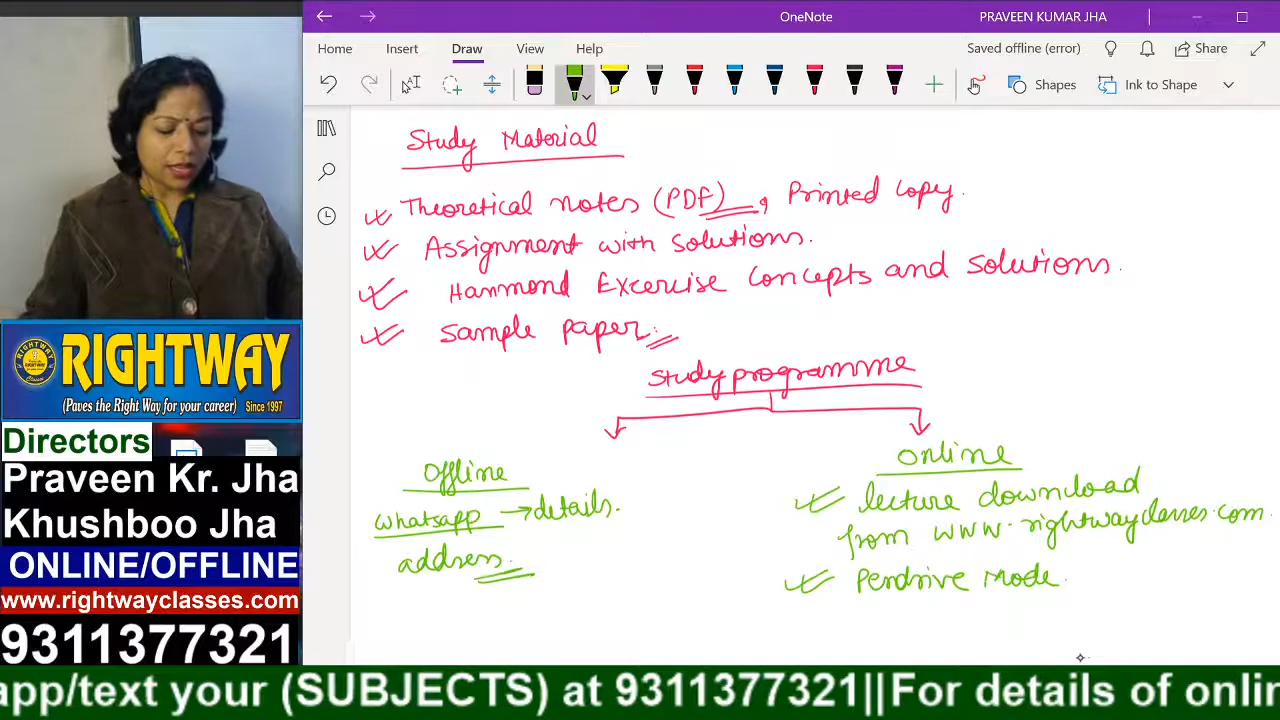 OneNote
PRAVEEN KUMAR JHA
Home Insert Draw View Help
Saved offline (error)
Share
Shapes
Ink to Shape
Study Material
Theoretical notes (PDF), Printed copy.
Assignment with solutions.
Hammond Excercise Concepts and Solutions.
Sample paper.
Study programme
Offline
whatsapp → details.
address.
online
lecture download
from www.rightwayclasses.com
Pendrive Mode.
RIGHTWAY
(Paves the Right Way for your career) Since 1997
Directors
Praveen Kr. Jha
Khushboo Jha
ONLINE/OFFLINE
www.rightwayclasses.com
9311377321
app/text your (SUBJECTS) at 9311377321||For details of onlin